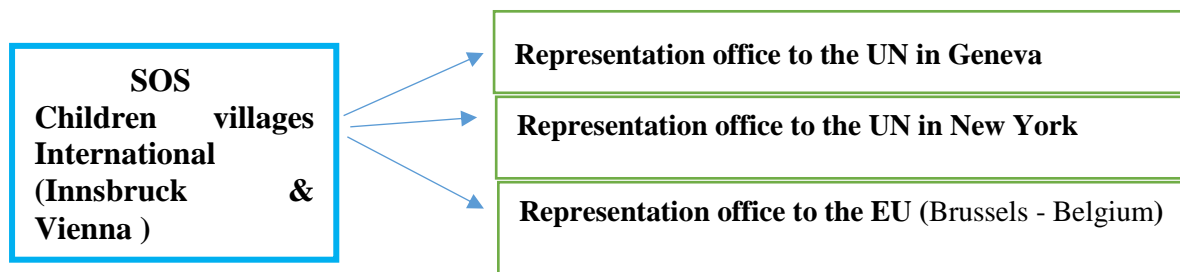 SOS
Children villages
International
(Innsbruck &
Vienna )
Representation office to the UN in Geneva
Representation office to the UN in New York
Representation office to the EU (Brussels - Belgium)